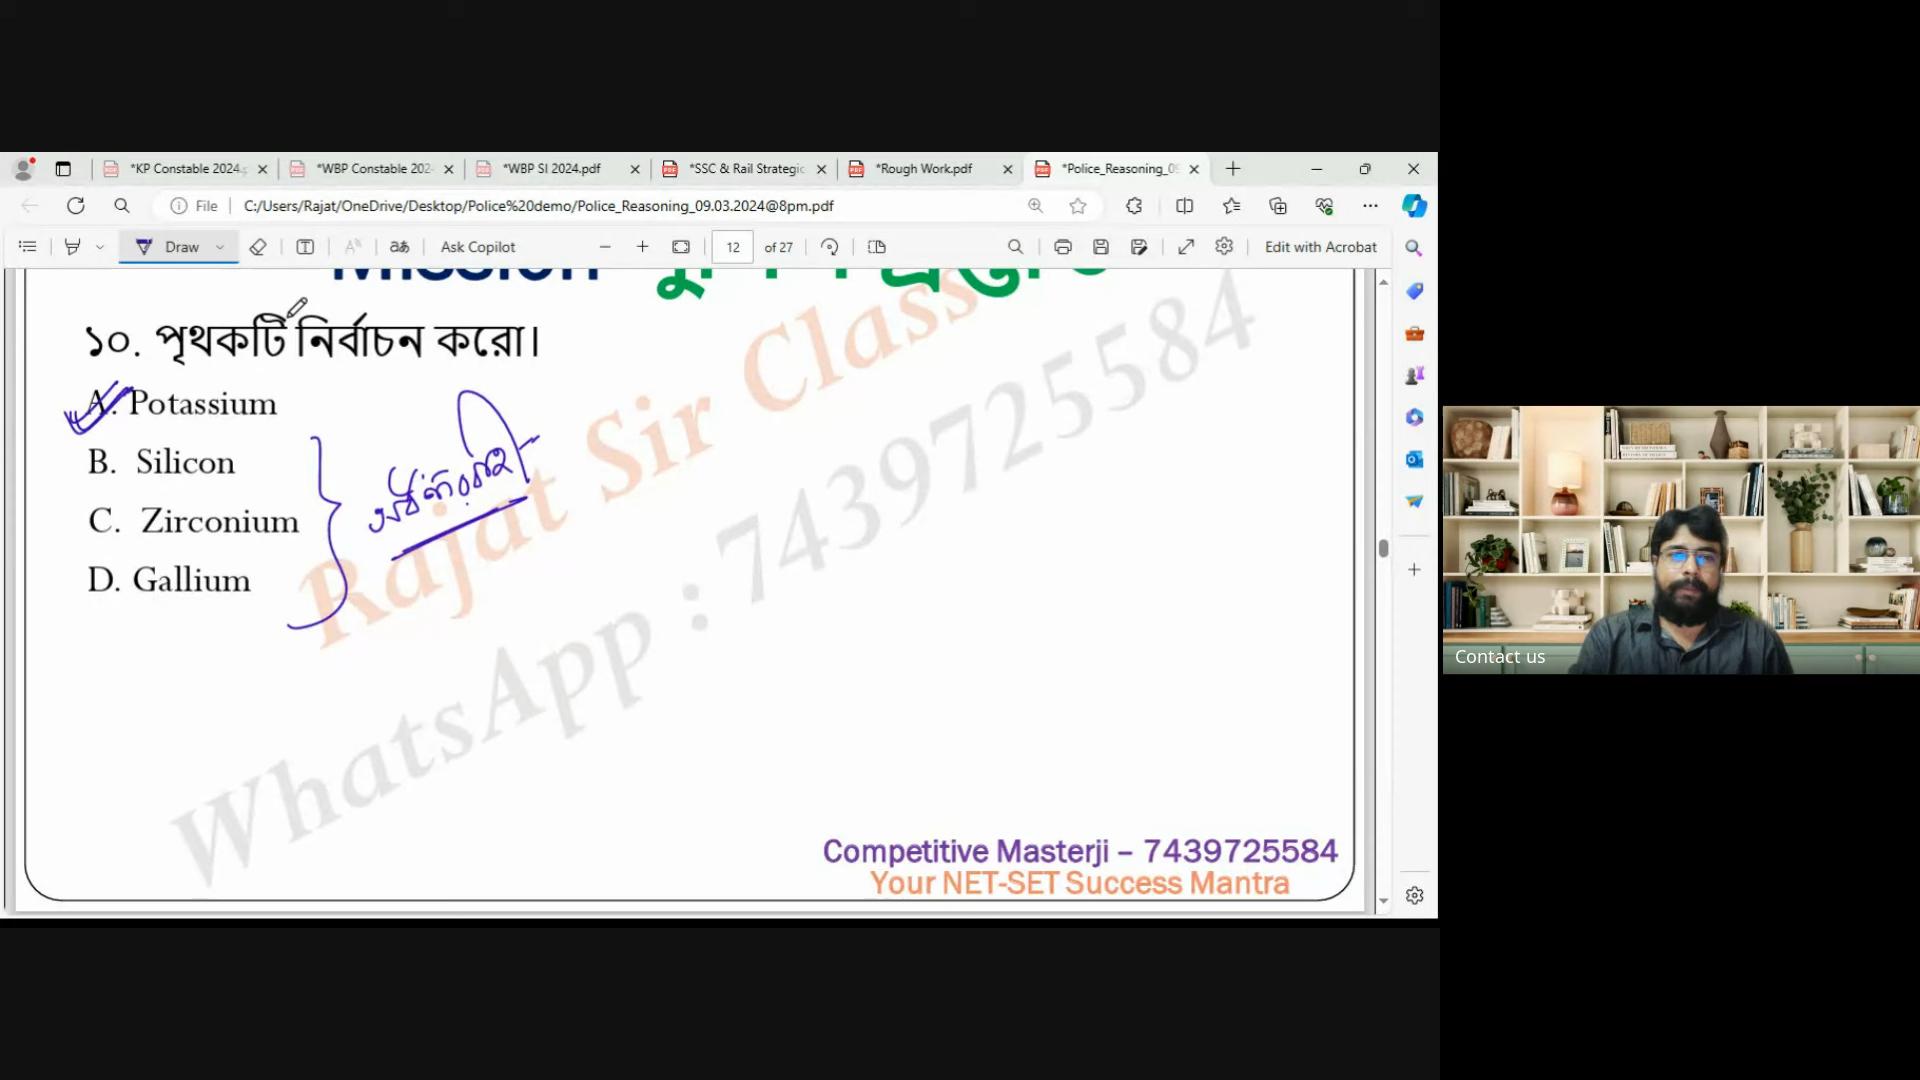 *KP Constable 2024.p
*WBP Constable 202
*WBP SI 2024.pdf
*SSC & Rail Strategic
*Rough Work.pdf
*Police_Reasoning_09
File C:/Users/Rajat/OneDrive/Desktop/Police%20demo/Police_Reasoning_09.03.2024@8pm.pdf
Draw
Ask Copilot
12 of 27
Edit with Acrobat
Mission
১০. পৃথকটি নির্বাচন করো।
A. Potassium
B. Silicon
C. Zirconium
D. Gallium
Rajat Sir Class
WhatsApp : 7439725584
Competitive Masterji – 7439725584
Your NET-SET Success Mantra
Contact us